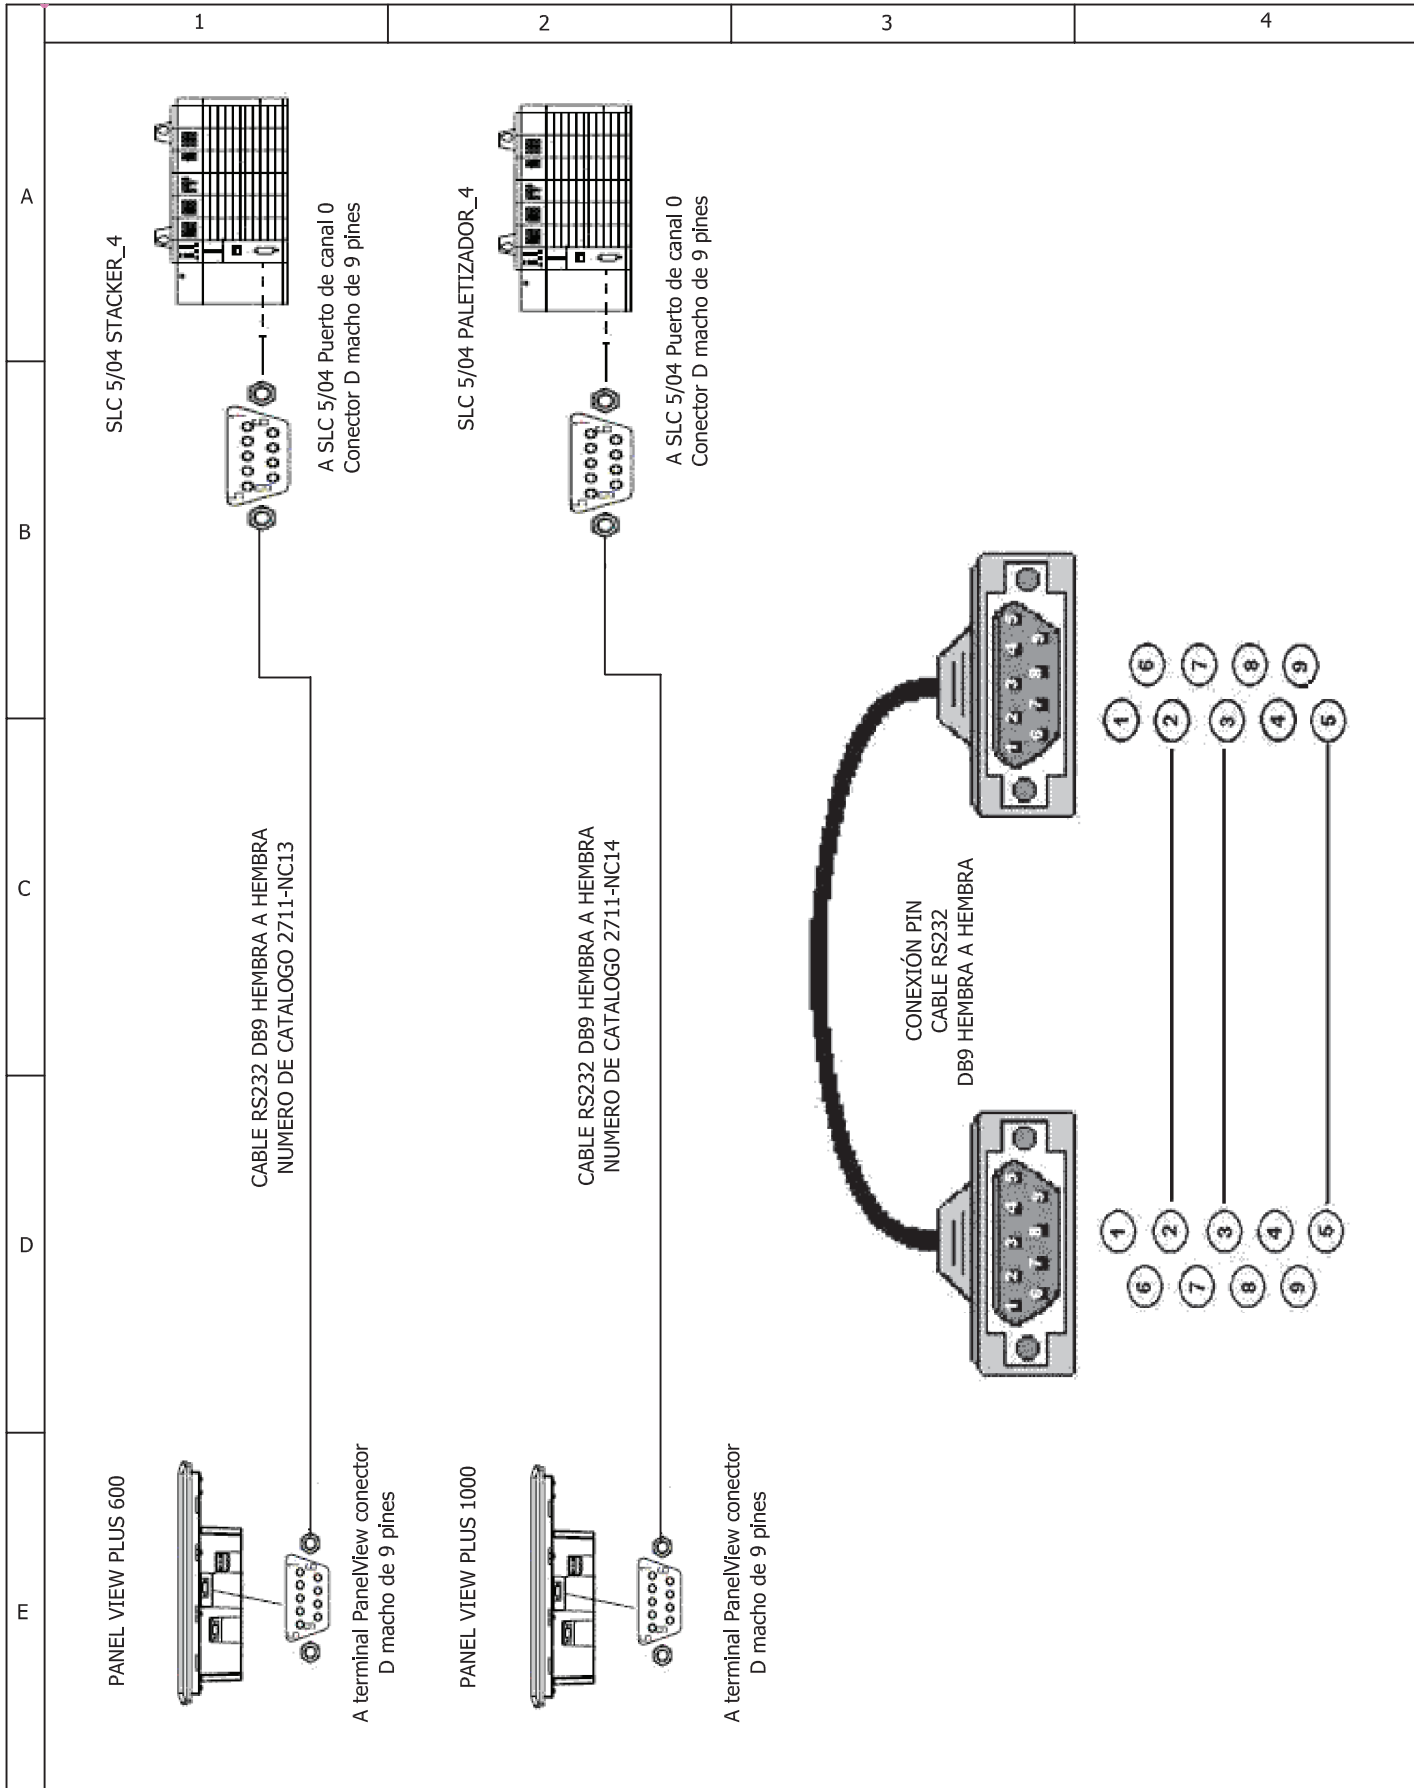 1
2
3
4
A
B
C
D
E
SLC 5/04 STACKER_4
A SLC 5/04 Puerto de canal 0
Conector D macho de 9 pines
CABLE RS232 DB9 HEMBRA A HEMBRA
NUMERO DE CATALOGO 2711-NC13
PANEL VIEW PLUS 600
A terminal PanelView conector
D macho de 9 pines
SLC 5/04 PALETIZADOR_4
A SLC 5/04 Puerto de canal 0
Conector D macho de 9 pines
CABLE RS232 DB9 HEMBRA A HEMBRA
NUMERO DE CATALOGO 2711-NC14
PANEL VIEW PLUS 1000
A terminal PanelView conector
D macho de 9 pines
CONEXIÓN PIN
CABLE RS232
DB9 HEMBRA A HEMBRA
1 2 3 4 5
6 7 8 9
6 7 8 9
1 2 3 4 5